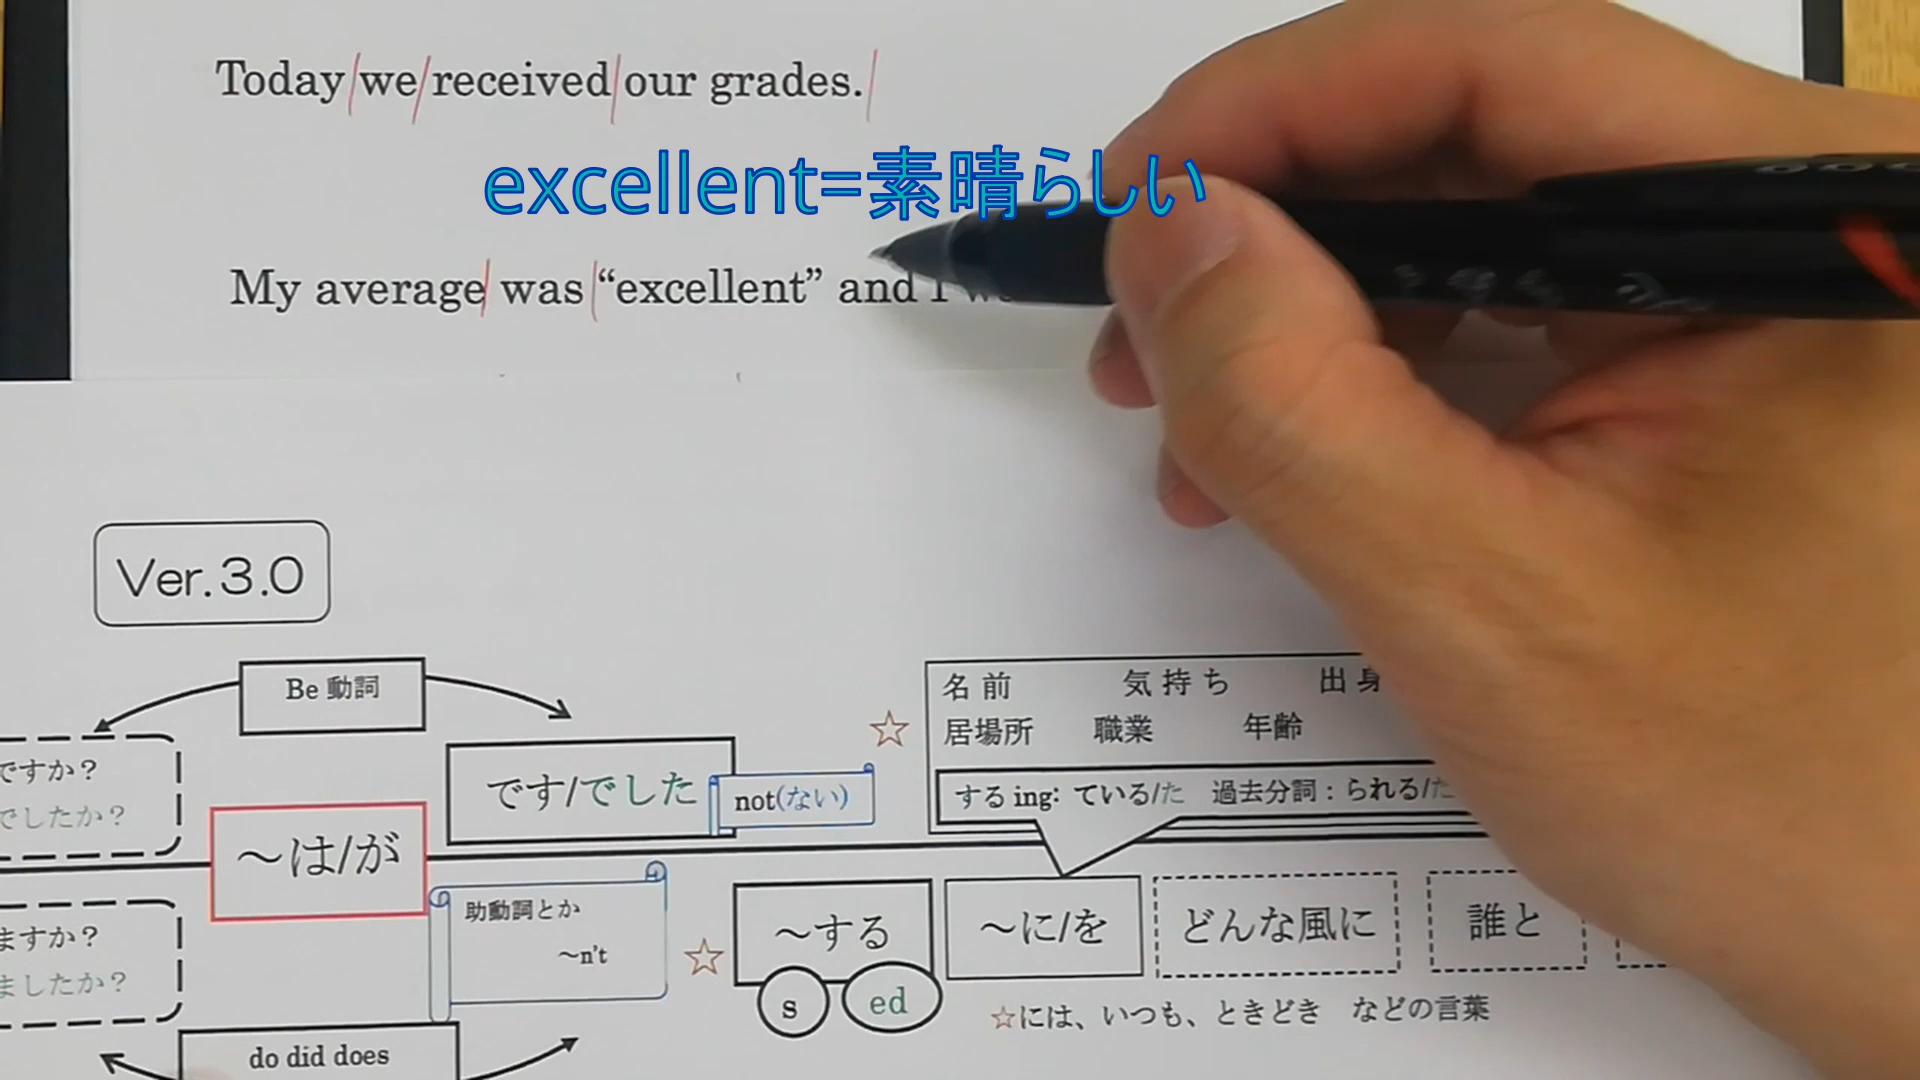 Today we received our grades.
excellent=素晴らしい
My average was “excellent” and I
Ver.3.0
Be 動詞
名前 気持ち 出身
居場所 職業 年齢
ですか？
でしたか？
です/でした
not(ない)
する ing: ている/た 過去分詞：られる/た
～は/が
ますか？
ましたか？
助動詞とか
～n't
～する
s
ed
～に/を
どんな風に
誰と
☆には、いつも、ときどき などの言葉
do did does